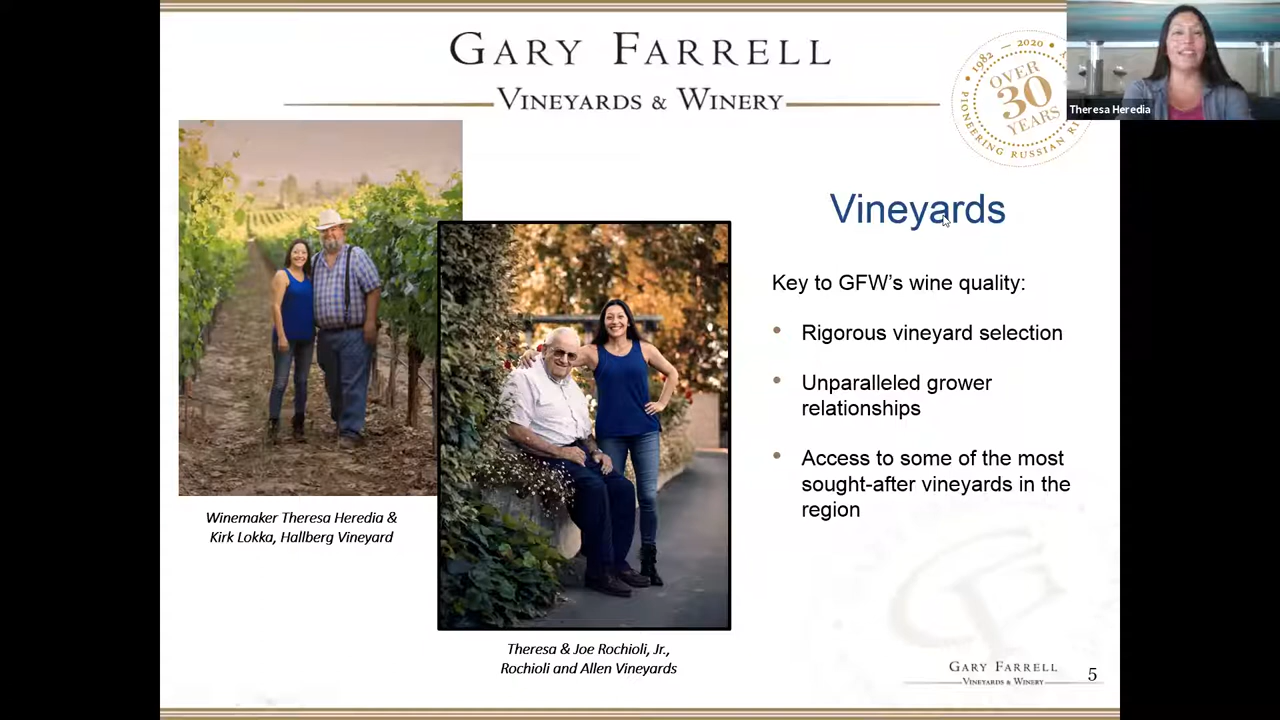 GARY FARRELL
VINEYARDS & WINERY
1982 — 2020
OVER
30
YEARS
PIONEERING RUSSIAN
Theresa Heredia
Vineyards
Key to GFW's wine quality:
• Rigorous vineyard selection
• Unparalleled grower
relationships
• Access to some of the most
sought-after vineyards in the
region
Winemaker Theresa Heredia &
Kirk Lokka, Hallberg Vineyard
Theresa & Joe Rochioli, Jr.,
Rochioli and Allen Vineyards
GARY FARRELL
VINEYARDS & WINERY
5